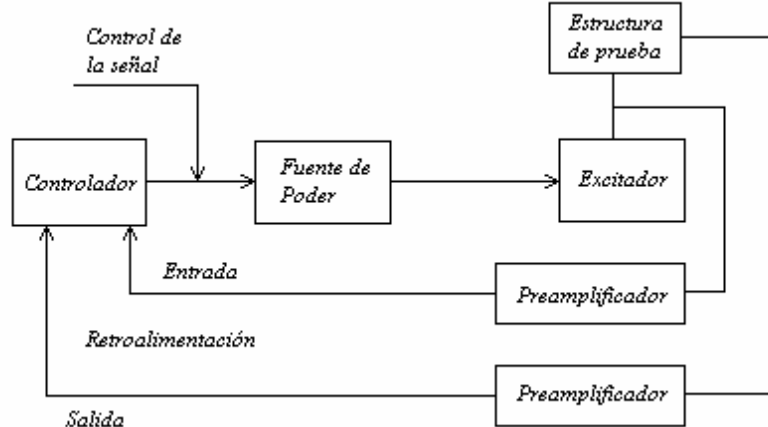 Control de
la señal
Estructura
de prueba
Controlador
Fuente de
Poder
Excitador
Entrada
Preamplificador
Retroalimentación
Preamplificador
Salida